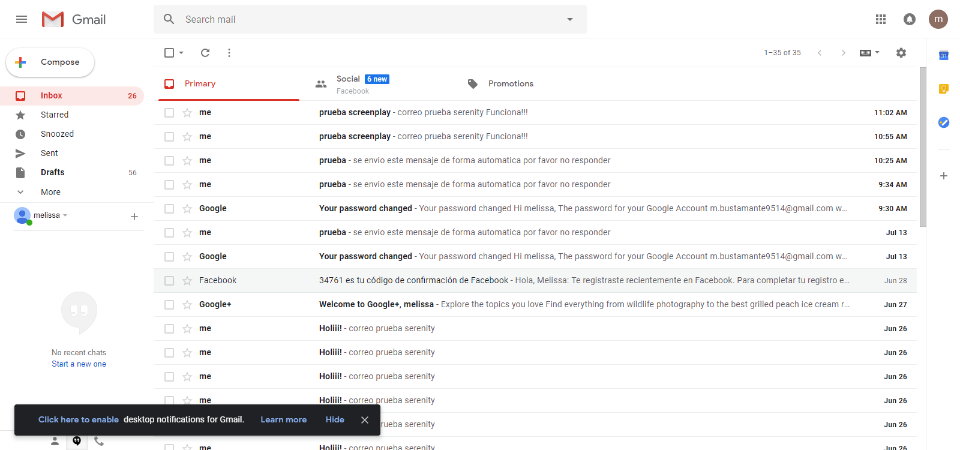 Gmail
Search mail
m
Compose
1–35 of 35
31
Primary
Social 6 new
Facebook
Promotions
Inbox 26
Starred
Snoozed
Sent
Drafts 56
More
melissa
me prueba screenplay - correo prueba serenity Funciona!!! 11:02 AM
me prueba screenplay - correo prueba serenity Funciona!!! 10:55 AM
me prueba - se envio este mensaje de forma automatica por favor no responder 10:25 AM
me prueba - se envio este mensaje de forma automatica por favor no responder 9:34 AM
Google Your password changed - Your password changed Hi melissa, The password for your Google Account m.bustamante9514@gmail.com w... 9:30 AM
me prueba - se envio este mensaje de forma automatica por favor no responder Jul 13
Google Your password changed - Your password changed Hi melissa, The password for your Google Account m.bustamante9514@gmail.com w... Jul 13
Facebook 34761 es tu código de confirmación de Facebook - Hola, Melissa: Te registraste recientemente en Facebook. Para completar tu registro e... Jun 28
Google+ Welcome to Google+, melissa - Explore the topics you love Find everything from wildlife photography to the best grilled peach ice cream r... Jun 27
me Holiii! - correo prueba serenity Jun 26
me Holiii! - correo prueba serenity Jun 26
me Holiii! - correo prueba serenity Jun 26
me Holiii! - correo prueba serenity Jun 26
correo prueba serenity Jun 26
me Holiii! - correo prueba serenity Jun 26
No recent chats
Start a new one
Click here to enable desktop notifications for Gmail. Learn more Hide